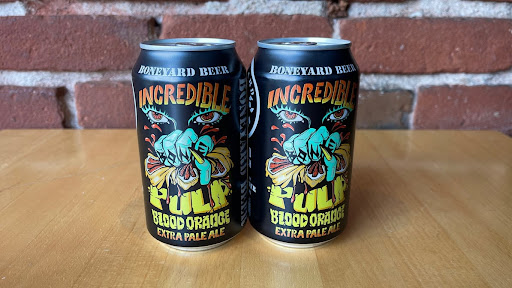 BONEYARD BEER
INCREDIBLE
PULP
BLOOD ORANGE
EXTRA PALE ALE
BONEYARD BEER
INCREDIBLE
PULP
BLOOD ORANGE
EXTRA PALE ALE